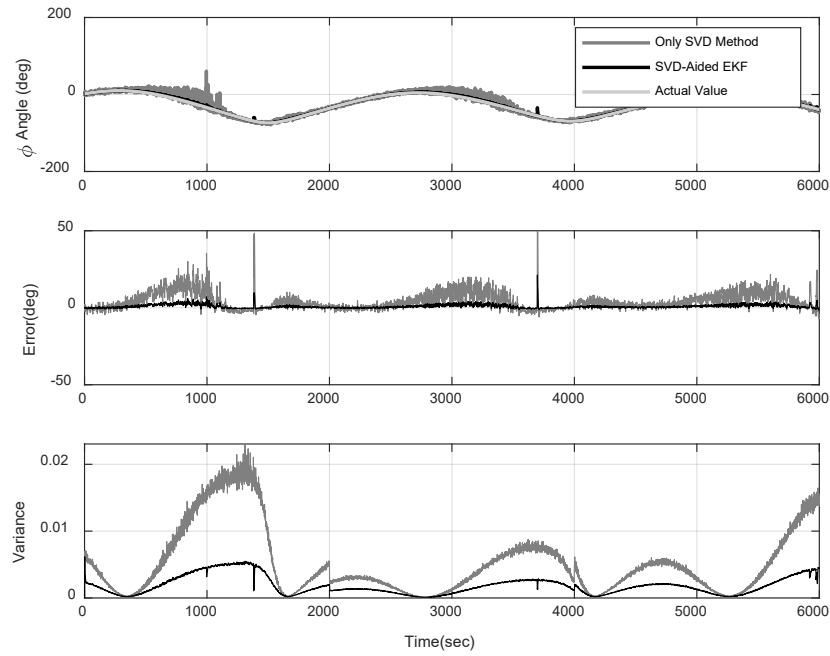 200
0
-200
ϕ Angle (deg)
Only SVD Method
SVD-Aided EKF
Actual Value
0 1000 2000 3000 4000 5000 6000
50
0
-50
Error(deg)
0 1000 2000 3000 4000 5000 6000
0.02
0.01
0
Variance
0 1000 2000 3000 4000 5000 6000
Time(sec)